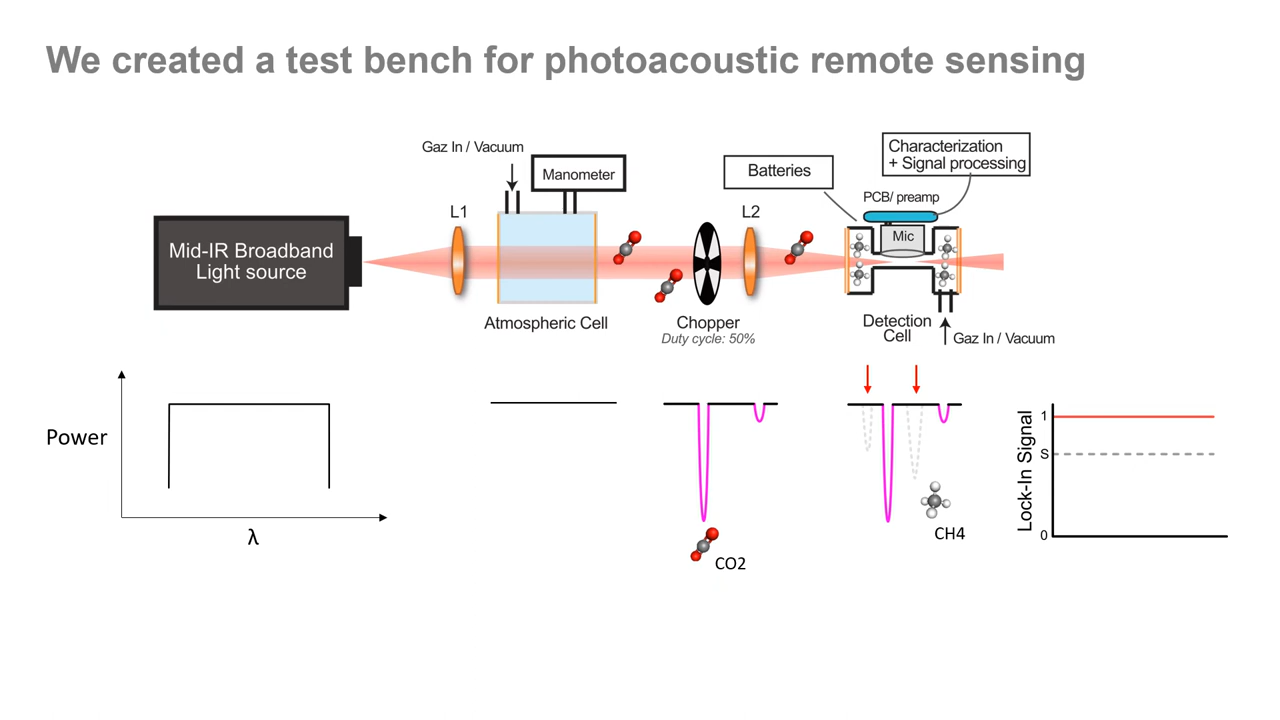 We created a test bench for photoacoustic remote sensing
Gaz In / Vacuum
Manometer
Batteries
Characterization
+ Signal processing
PCB/ preamp
Mid-IR Broadband
Light source
L1
L2
Mic
Atmospheric Cell
Chopper
Duty cycle: 50%
Detection
Cell
Gaz In / Vacuum
Power
λ
CO2
CH4
Lock-In Signal
1
S
0